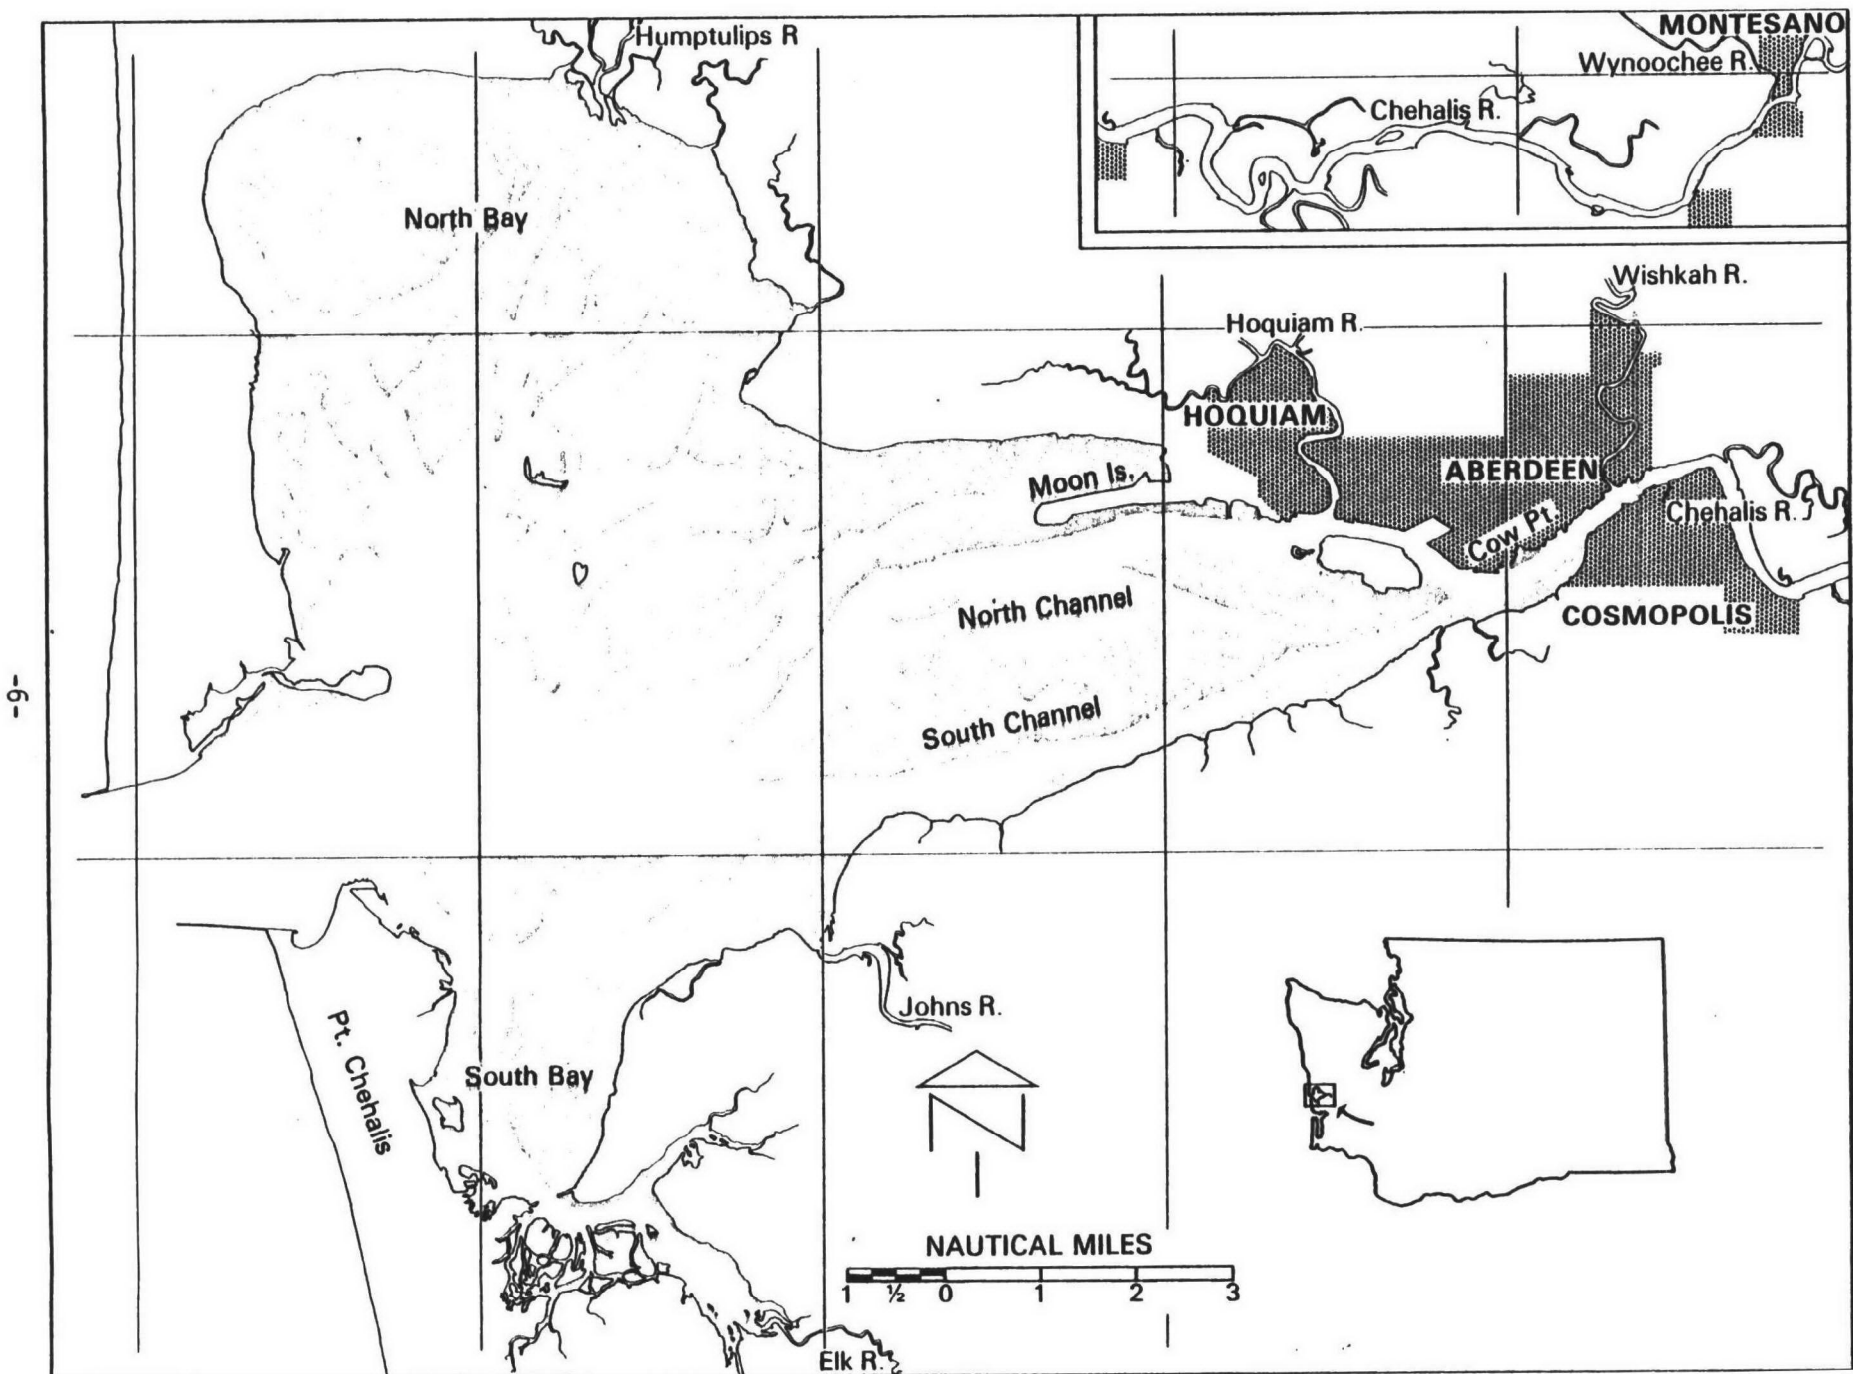 Humptulips R
MONTESANO
Wynoochee R.
Chehalis R.
North Bay
Wishkah R.
Hoquiam R.
HOQUIAM
Moon Is.
ABERDEEN
Chehalis R.
Cow Pt.
North Channel
COSMOPOLIS
-9-
South Channel
Johns R.
Pt. Chehalis
South Bay
NAUTICAL MILES
1 ½ 0 1 2 3
Elk R.